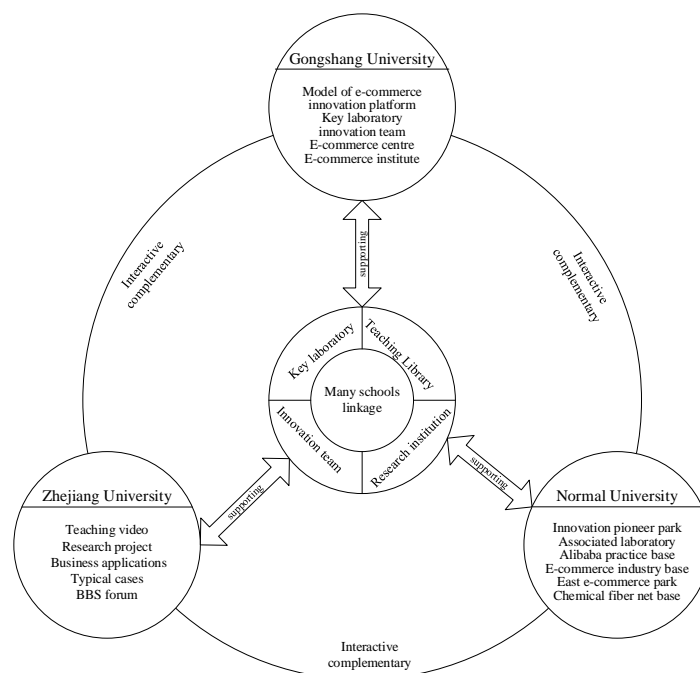 Gongshang University
Model of e-commerce
innovation platform
Key laboratory
innovation team
E-commerce centre
E-commerce institute
Interactive
complementary
supporting
Interactive
complementary
Key laboratory
Teaching Library
Many schools
linkage
Innovation team
Research institution
supporting
supporting
Zhejiang University
Teaching video
Research project
Business applications
Typical cases
BBS forum
Normal University
Innovation pioneer park
Associated laboratory
Alibaba practice base
E-commerce industry base
East e-commerce park
Chemical fiber net base
Interactive
complementary